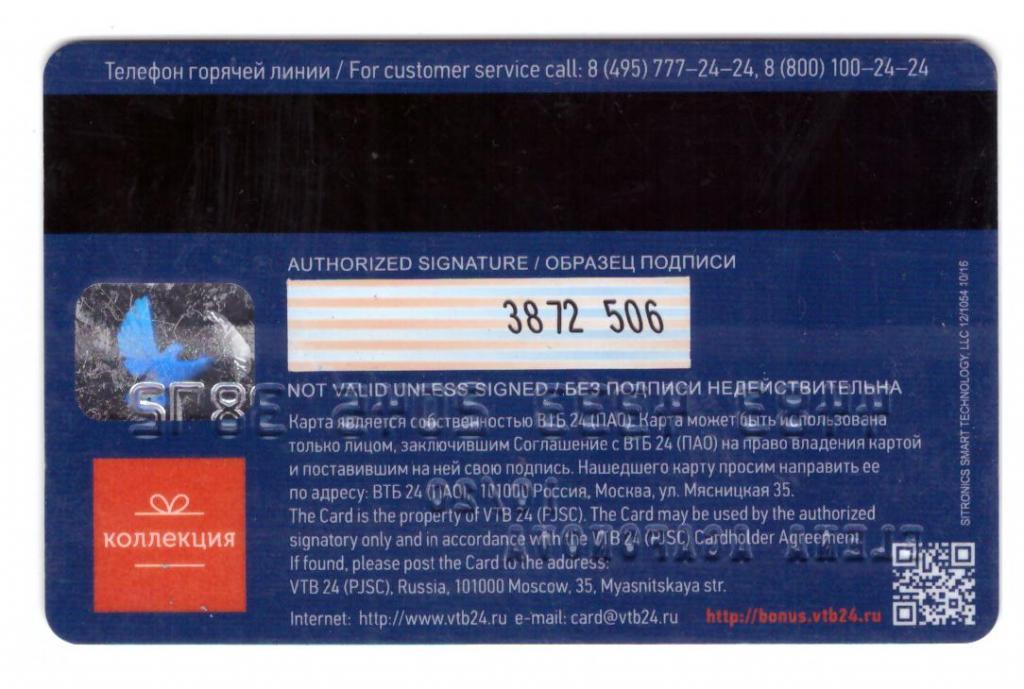 Телефон горячей линии / For customer service call: 8 (495) 777–24–24, 8 (800) 100–24–24
AUTHORIZED SIGNATURE / ОБРАЗЕЦ ПОДПИСИ
3872 506
NOT VALID UNLESS SIGNED / БЕЗ ПОДПИСИ НЕДЕЙСТВИТЕЛЬНА
Карта является собственностью ВТБ 24 (ПАО). Карта может быть использована
только лицом, заключившим Соглашение с ВТБ 24 (ПАО) на право владения картой
и поставившим на ней свою подпись. Нашедшего карту просим направить ее
по адресу: ВТБ 24 (ПАО), 101000 Россия, Москва, ул. Мясницкая 35.
The Card is the property of VTB 24 (PJSC). The Card may be used by the authorized
signatory only and in accordance with the VTB 24 (PJSC) Cardholder Agreement.
If found, please post the Card to the address:
VTB 24 (PJSC), Russia, 101000 Moscow, 35, Myasnitskaya str.
Internet: http://www.vtb24.ru e-mail: card@vtb24.ru http://bonus.vtb24.ru
коллекция
SITRONICS SMART TECHNOLOGY, LLC 12/1054 10/16